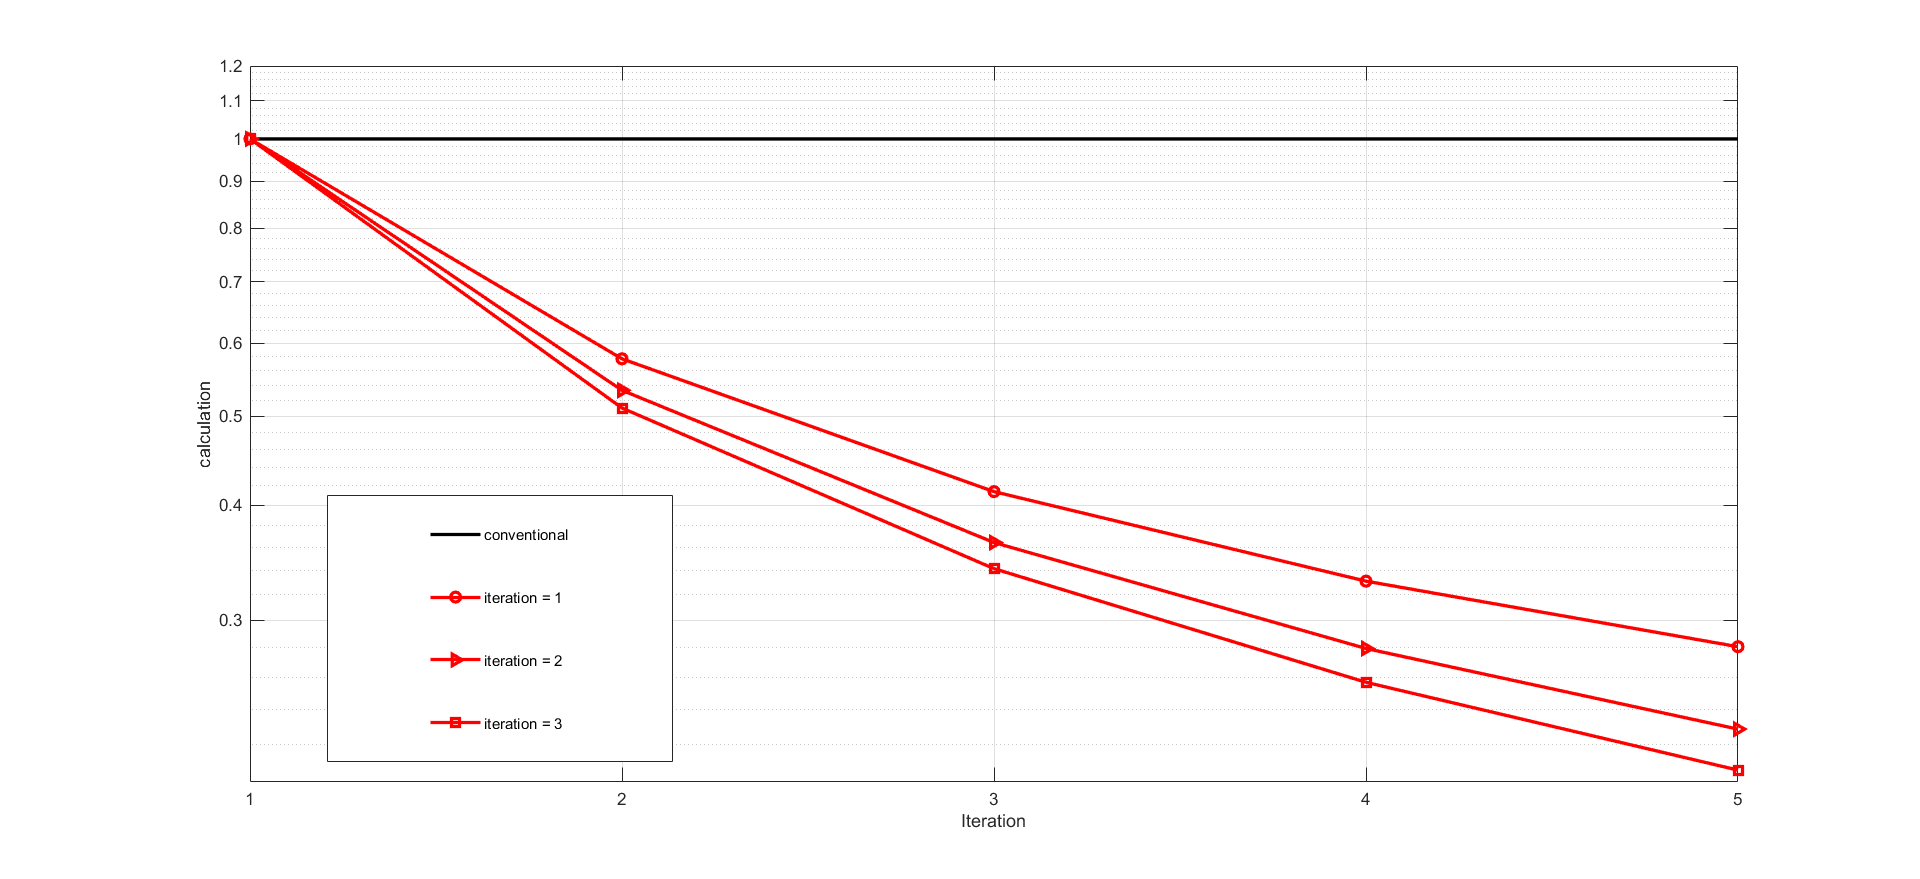 1.2
1.1
1
0.9
0.8
0.7
0.6
0.5
0.4
0.3
calculation
conventional
iteration = 1
iteration = 2
iteration = 3
1 2 3 4 5
Iteration